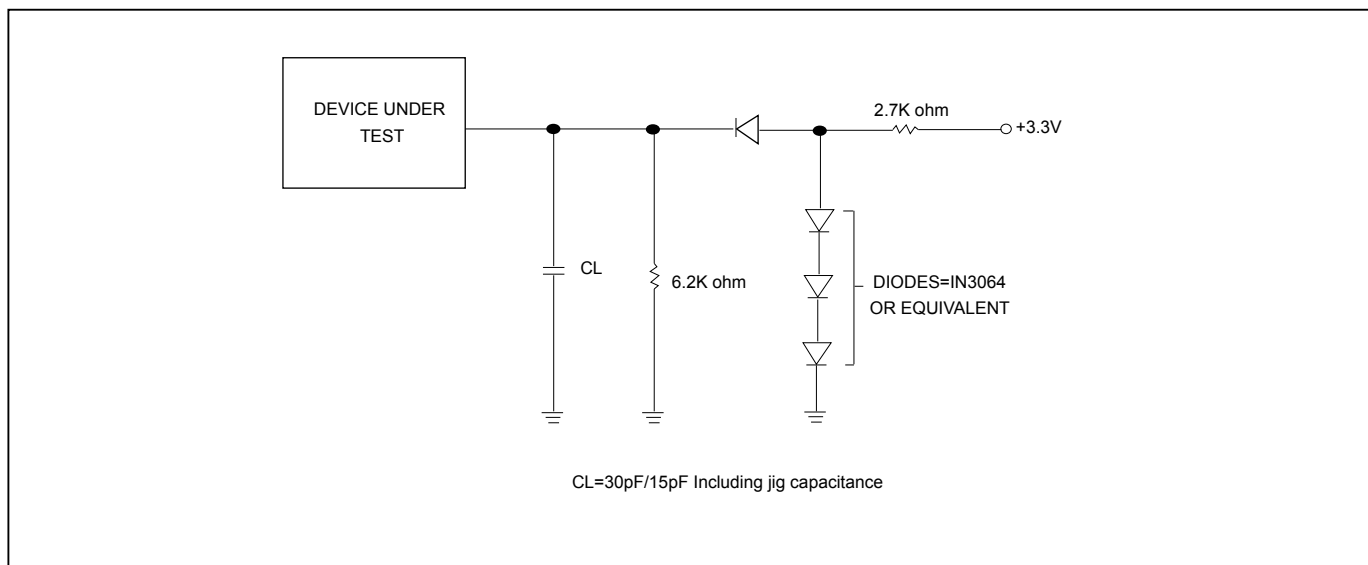 DEVICE UNDER
TEST
2.7K ohm
+3.3V
CL
6.2K ohm
DIODES=IN3064
OR EQUIVALENT
CL=30pF/15pF Including jig capacitance